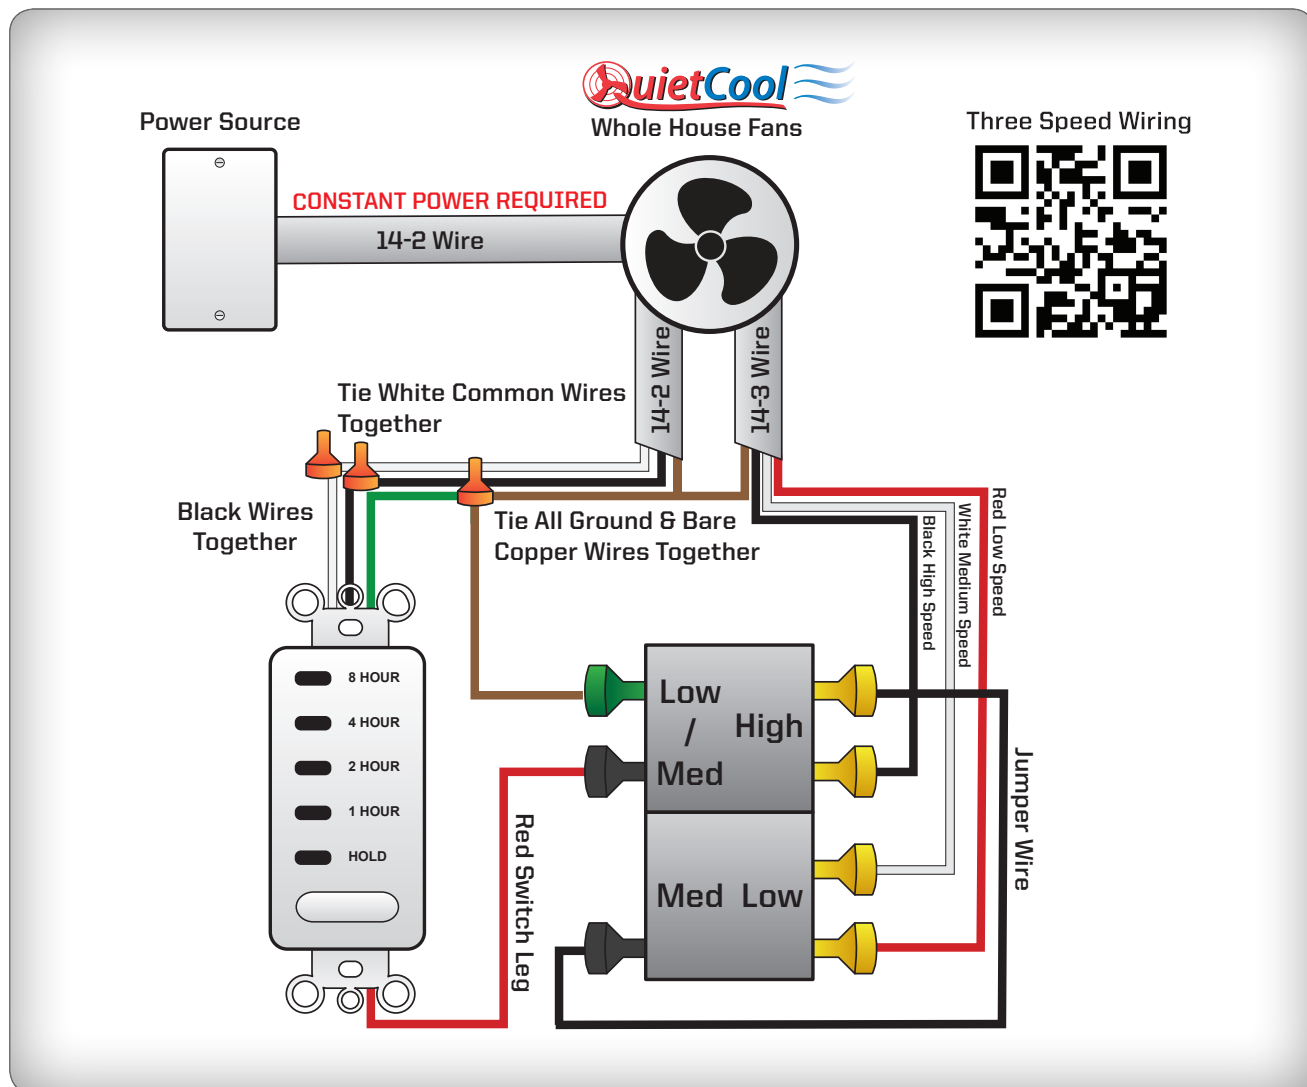 QuietCool
Whole House Fans
Power Source
Three Speed Wiring
CONSTANT POWER REQUIRED
14-2 Wire
14-2 Wire
14-3 Wire
Tie White Common Wires
Together
Black Wires
Together
Tie All Ground & Bare
Copper Wires Together
Red Low Speed
White Medium Speed
Black High Speed
8 HOUR
4 HOUR
2 HOUR
1 HOUR
HOLD
Red Switch Leg
Low
/
Med
High
Med Low
Jumper Wire